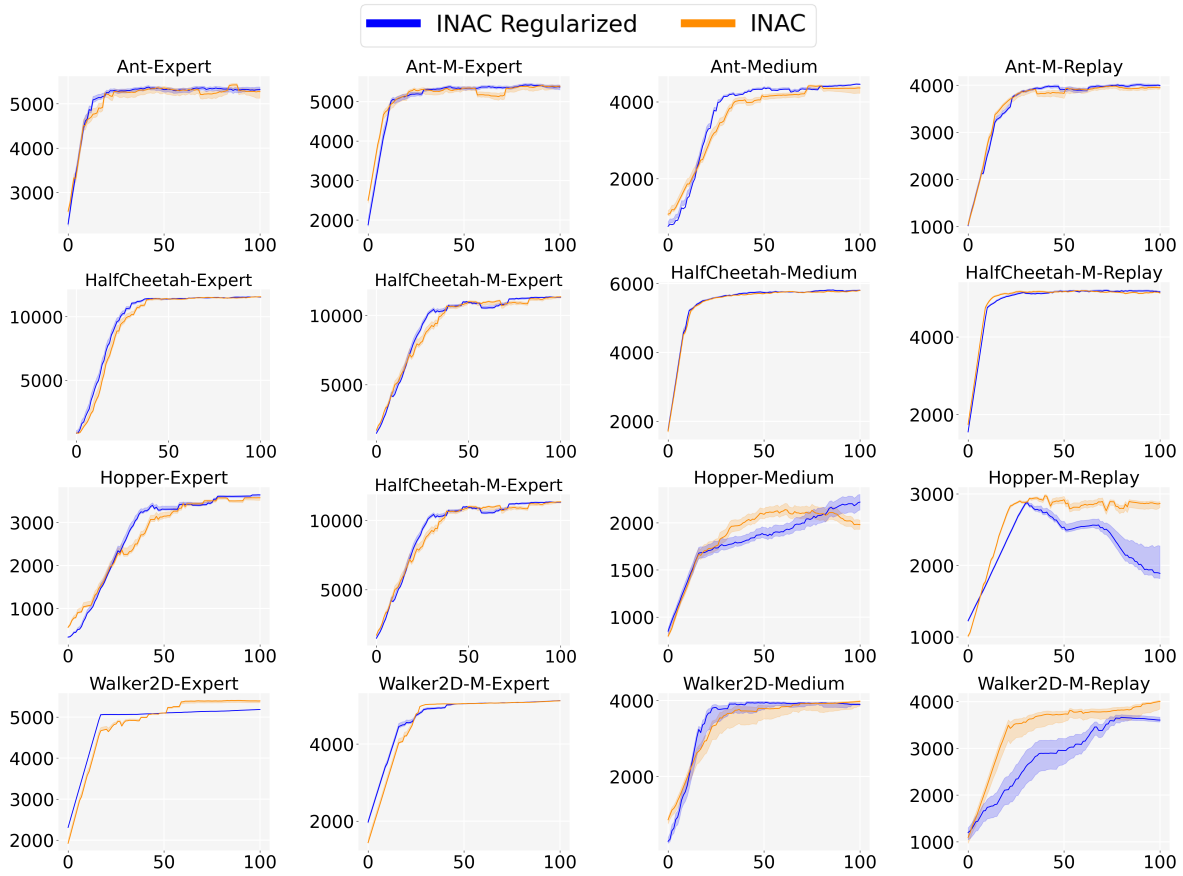 INAC Regularized INAC
Ant-Expert Ant-M-Expert Ant-Medium Ant-M-Replay
5000 5000 4000 4000
4000 4000 3000
3000 3000 2000 2000
2000 1000
0 50 100 0 50 100 0 50 100 0 50 100
HalfCheetah-Expert HalfCheetah-M-Expert HalfCheetah-Medium HalfCheetah-M-Replay
10000 10000 6000 4000
5000 5000 4000 2000
2000
0 50 100 0 50 100 0 50 100 0 50 100
Hopper-Expert HalfCheetah-M-Expert Hopper-Medium Hopper-M-Replay
3000 10000 2000 3000
2000 5000 1500 2000
1000 1000 1000
0 50 100 0 50 100 0 50 100 0 50 100
Walker2D-Expert Walker2D-M-Expert Walker2D-Medium Walker2D-M-Replay
5000 4000 4000 4000
4000 2000 2000 3000
3000 2000
2000 1000
0 50 100 0 50 100 0 50 100 0 50 100